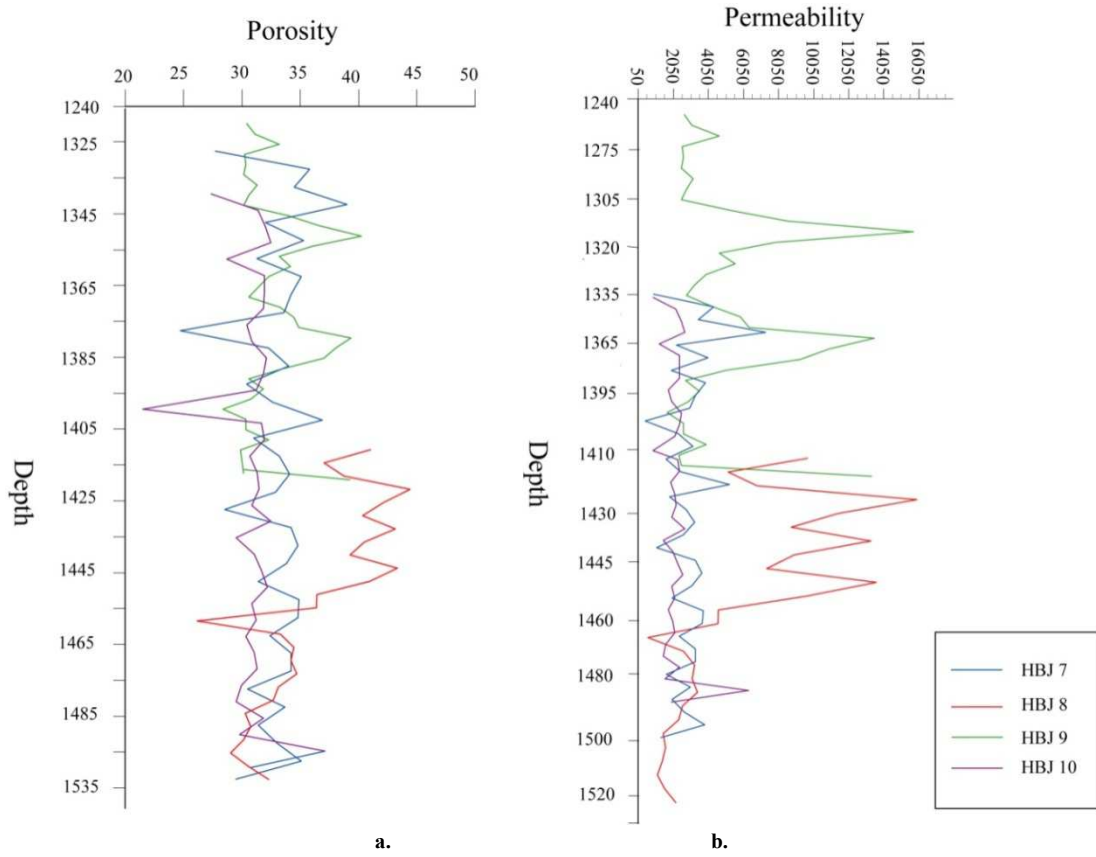 Porosity
20 25 30 35 40 45 50
1240
1325
1345
1365
1385
1405
1425
1445
1465
1485
1535
Depth
a.
Permeability
50 2050 4050 6050 8050 10050 12050 14050 16050
1240
1275
1305
1320
1335
1365
1395
1410
1430
1445
1460
1480
1500
1520
Depth
b.
HBJ 7
HBJ 8
HBJ 9
HBJ 10